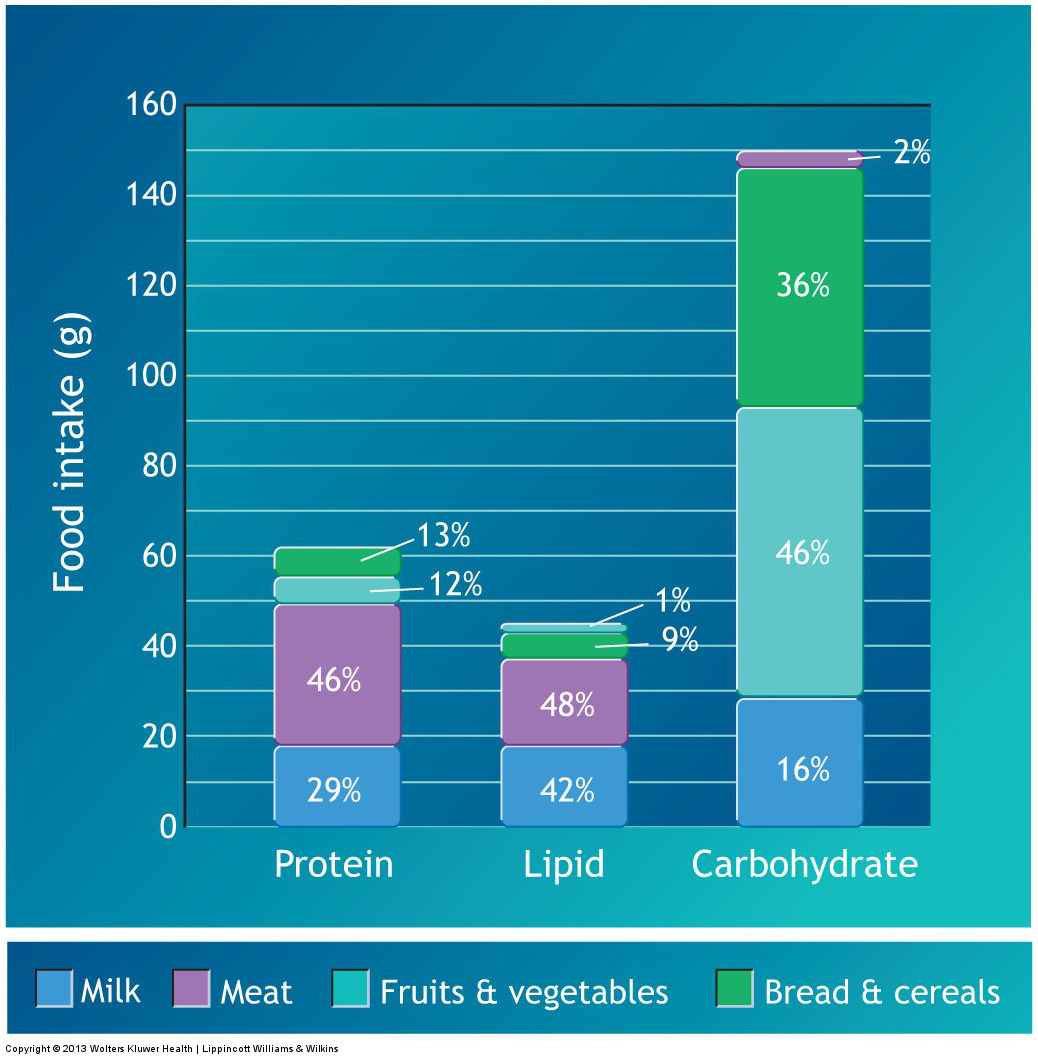 160
140
120
100
80
60
40
20
0
Food intake (g)
13%
12%
46%
29%
1%
9%
48%
42%
2%
36%
46%
16%
Protein
Lipid
Carbohydrate
Milk
Meat
Fruits & vegetables
Bread & cereals
Copyright © 2013 Wolters Kluwer Health | Lippincott Williams & Wilkins